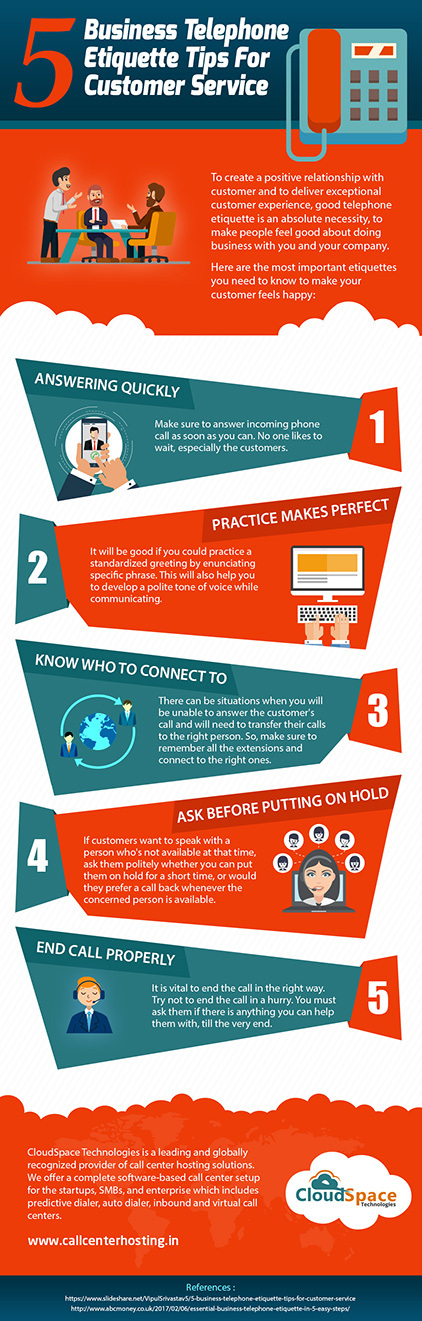 5
Business Telephone
Etiquette Tips For
Customer Service
To create a positive relationship with
customer and to deliver exceptional
customer experience, good telephone
etiquette is an absolute necessity, to
make people feel good about doing
business with you and your company.
Here are the most important etiquettes
you need to know to make your
customer feels happy:
ANSWERING QUICKLY
Make sure to answer incoming phone
call as soon as you can. No one likes to
wait, especially the customers.
1
PRACTICE MAKES PERFECT
2
It will be good if you could practice a
standardized greeting by enunciating
specific phrase. This will also help you
to develop a polite tone of voice while
communicating.
KNOW WHO TO CONNECT TO
There can be situations when you will
be unable to answer the customer's
call and will need to transfer their calls
to the right person. So, make sure to
remember all the extensions and
connect to the right ones.
3
ASK BEFORE PUTTING ON HOLD
4
If customers want to speak with a
person who's not available at that time,
ask them politely whether you can put
them on hold for a short time, or would
they prefer a call back whenever the
concerned person is available.
END CALL PROPERLY
It is vital to end the call in the right way.
Try not to end the call in a hurry. You must
ask them if there is anything you can help
them with, till the very end.
5
CloudSpace Technologies is a leading and globally
recognized provider of call center hosting solutions.
We offer a complete software-based call center setup
for the startups, SMBs, and enterprise which includes
predictive dialer, auto dialer, inbound and virtual call
centers.
www.callcenterhosting.in
CloudSpace
Technologies
References :
https://www.slideshare.net/VipulSrivastav5/5-business-telephone-etiquette-tips-for-customer-service
http://www.abcmoney.co.uk/2017/02/06/essential-business-telephone-etiquette-in-5-easy-steps/